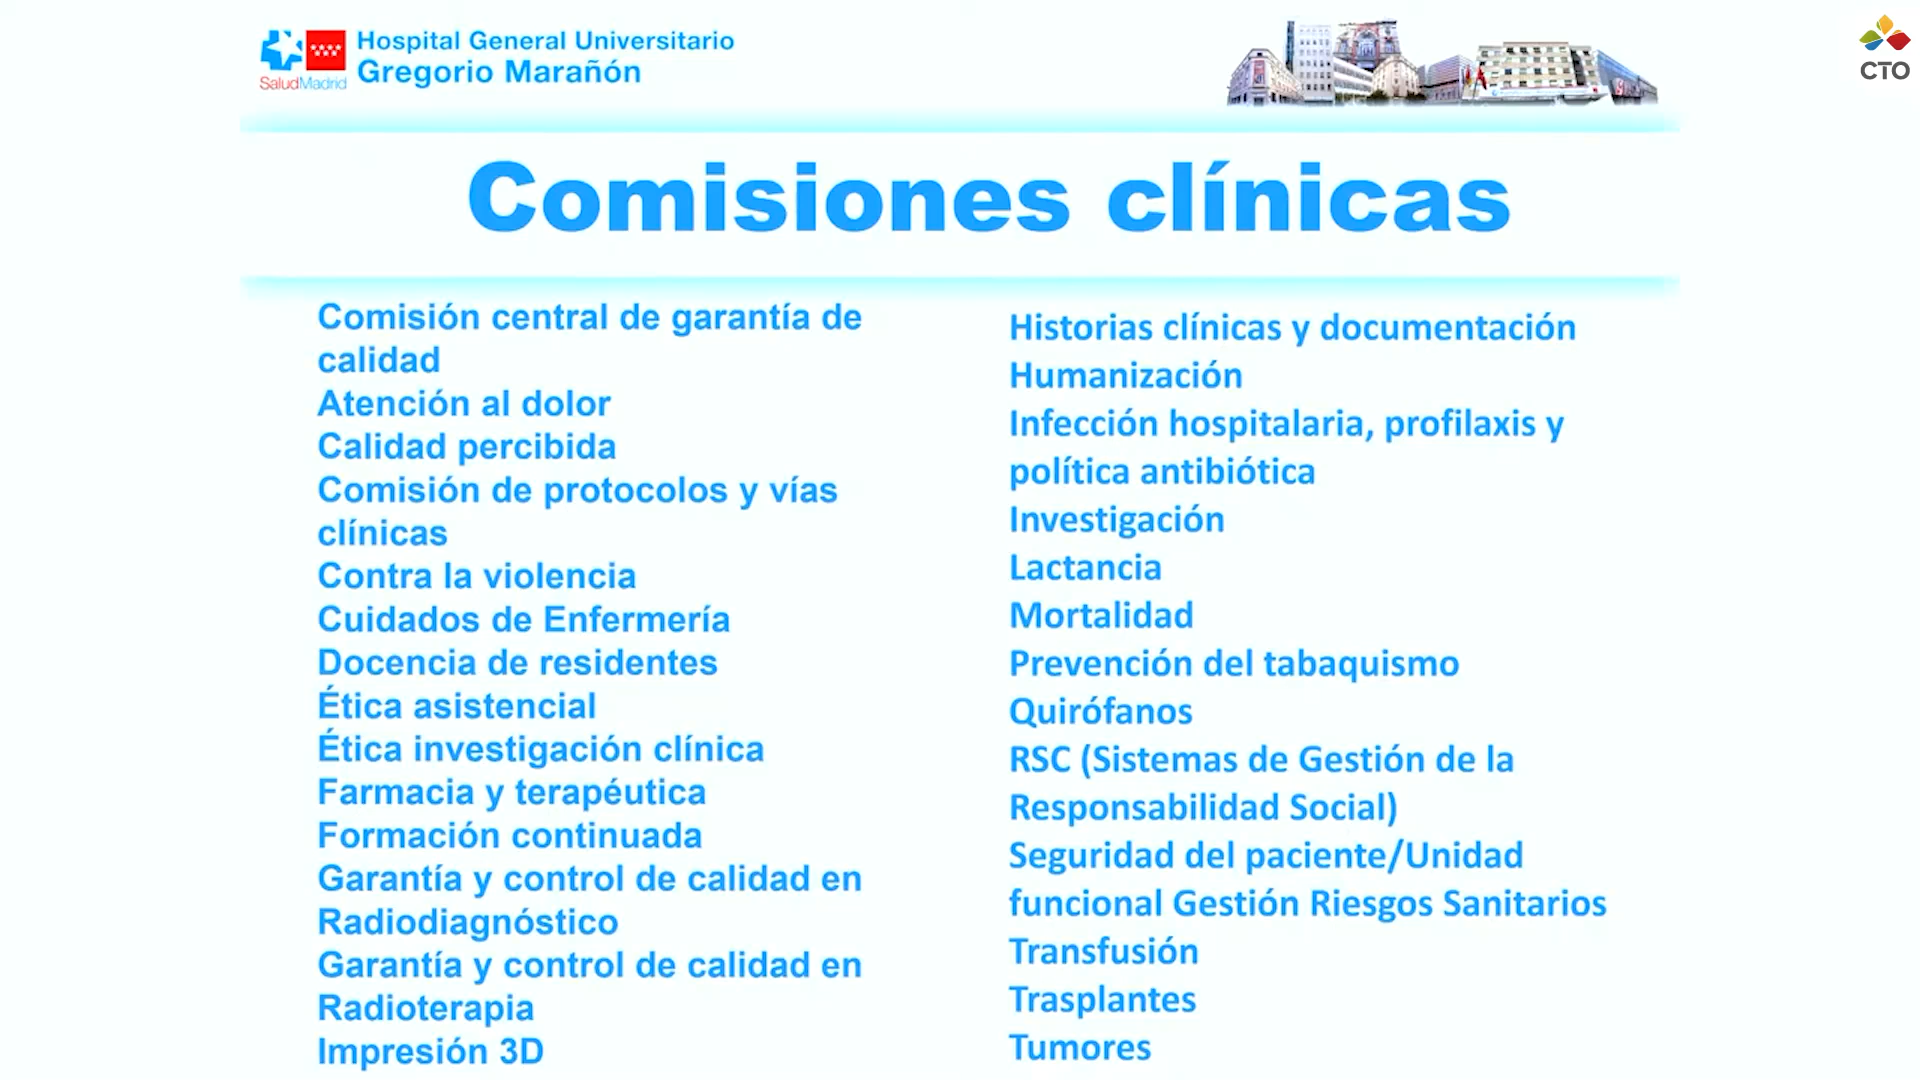 SaludMadrid
Hospital General Universitario
Gregorio Marañón
CTO
Comisiones clínicas
Comisión central de garantía de
calidad
Atención al dolor
Calidad percibida
Comisión de protocolos y vías
clínicas
Contra la violencia
Cuidados de Enfermería
Docencia de residentes
Ética asistencial
Ética investigación clínica
Farmacia y terapéutica
Formación continuada
Garantía y control de calidad en
Radiodiagnóstico
Garantía y control de calidad en
Radioterapia
Impresión 3D
Historias clínicas y documentación
Humanización
Infección hospitalaria, profilaxis y
política antibiótica
Investigación
Lactancia
Mortalidad
Prevención del tabaquismo
Quirófanos
RSC (Sistemas de Gestión de la
Responsabilidad Social)
Seguridad del paciente/Unidad
funcional Gestión Riesgos Sanitarios
Transfusión
Trasplantes
Tumores